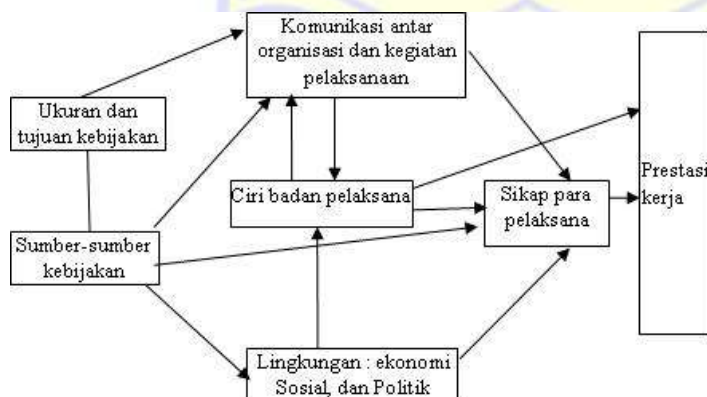 Komunikasi antar
organisasi dan kegiatan
pelaksanaan
Ukuran dan
tujuan kebijakan
Ciri badan pelaksana
Sikap para
pelaksana
Prestasi
kerja
Sumber-sumber
kebijakan
Lingkungan : ekonomi
Sosial, dan Politik